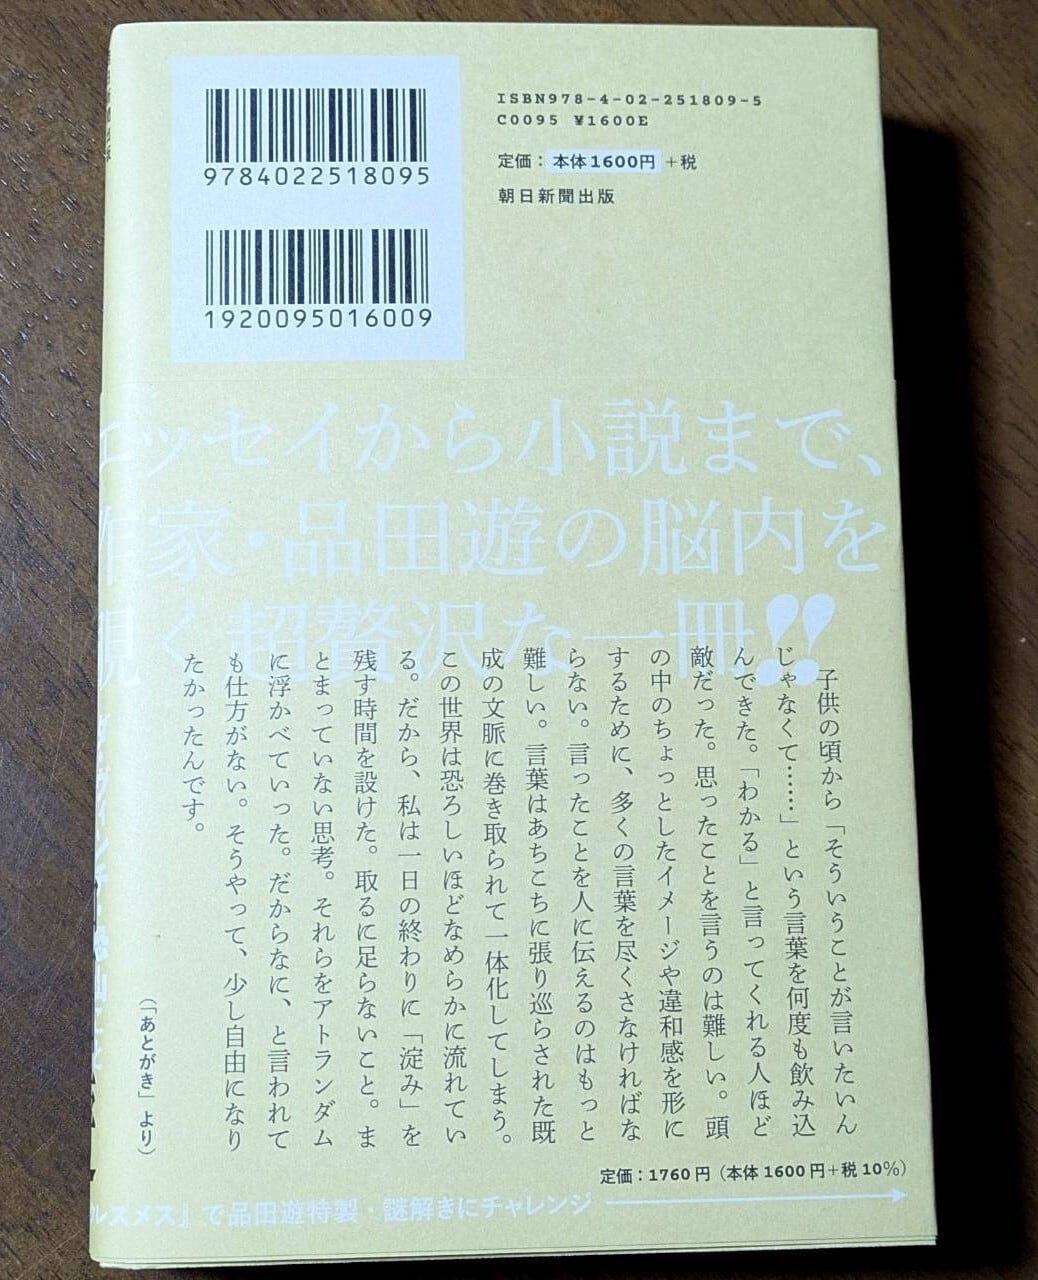 9784022518095
1920095016009
ISBN978-4-02-251809-5
C0095 ¥1600E
定価：本体1600円＋税
朝日新聞出版
エッセイから小説まで、
作家・品田遊の脳内を
覗く超贅沢な一冊!!
子供の頃から「そういうことが言いたいん
じゃなくて……」という言葉を何度も飲み込
んできた。「わかる」と言ってくれる人ほど
敵だった。思ったことを言うのは難しい。頭
の中のちょっとしたイメージや違和感を形に
するために、多くの言葉を尽くさなければな
らない。言ったことを人に伝えるのはもっと
難しい。言葉はあちこちに張り巡らされた既
成の文脈に巻き取られて一体化してしまう。
この世界は恐ろしいほどなめらかに流れてい
る。だから、私は一日の終わりに「淀み」を
残す時間を設けた。取るに足らないこと。ま
とまっていない思考。それらをアトランダム
に浮かべていった。だからなに、と言われて
も仕方がない。そうやって、少し自由になり
たかったんです。
（「あとがき」より）
定価：1760円（本体1600円＋税10％）
ルスメス』で品田遊特製・謎解きにチャレンジ